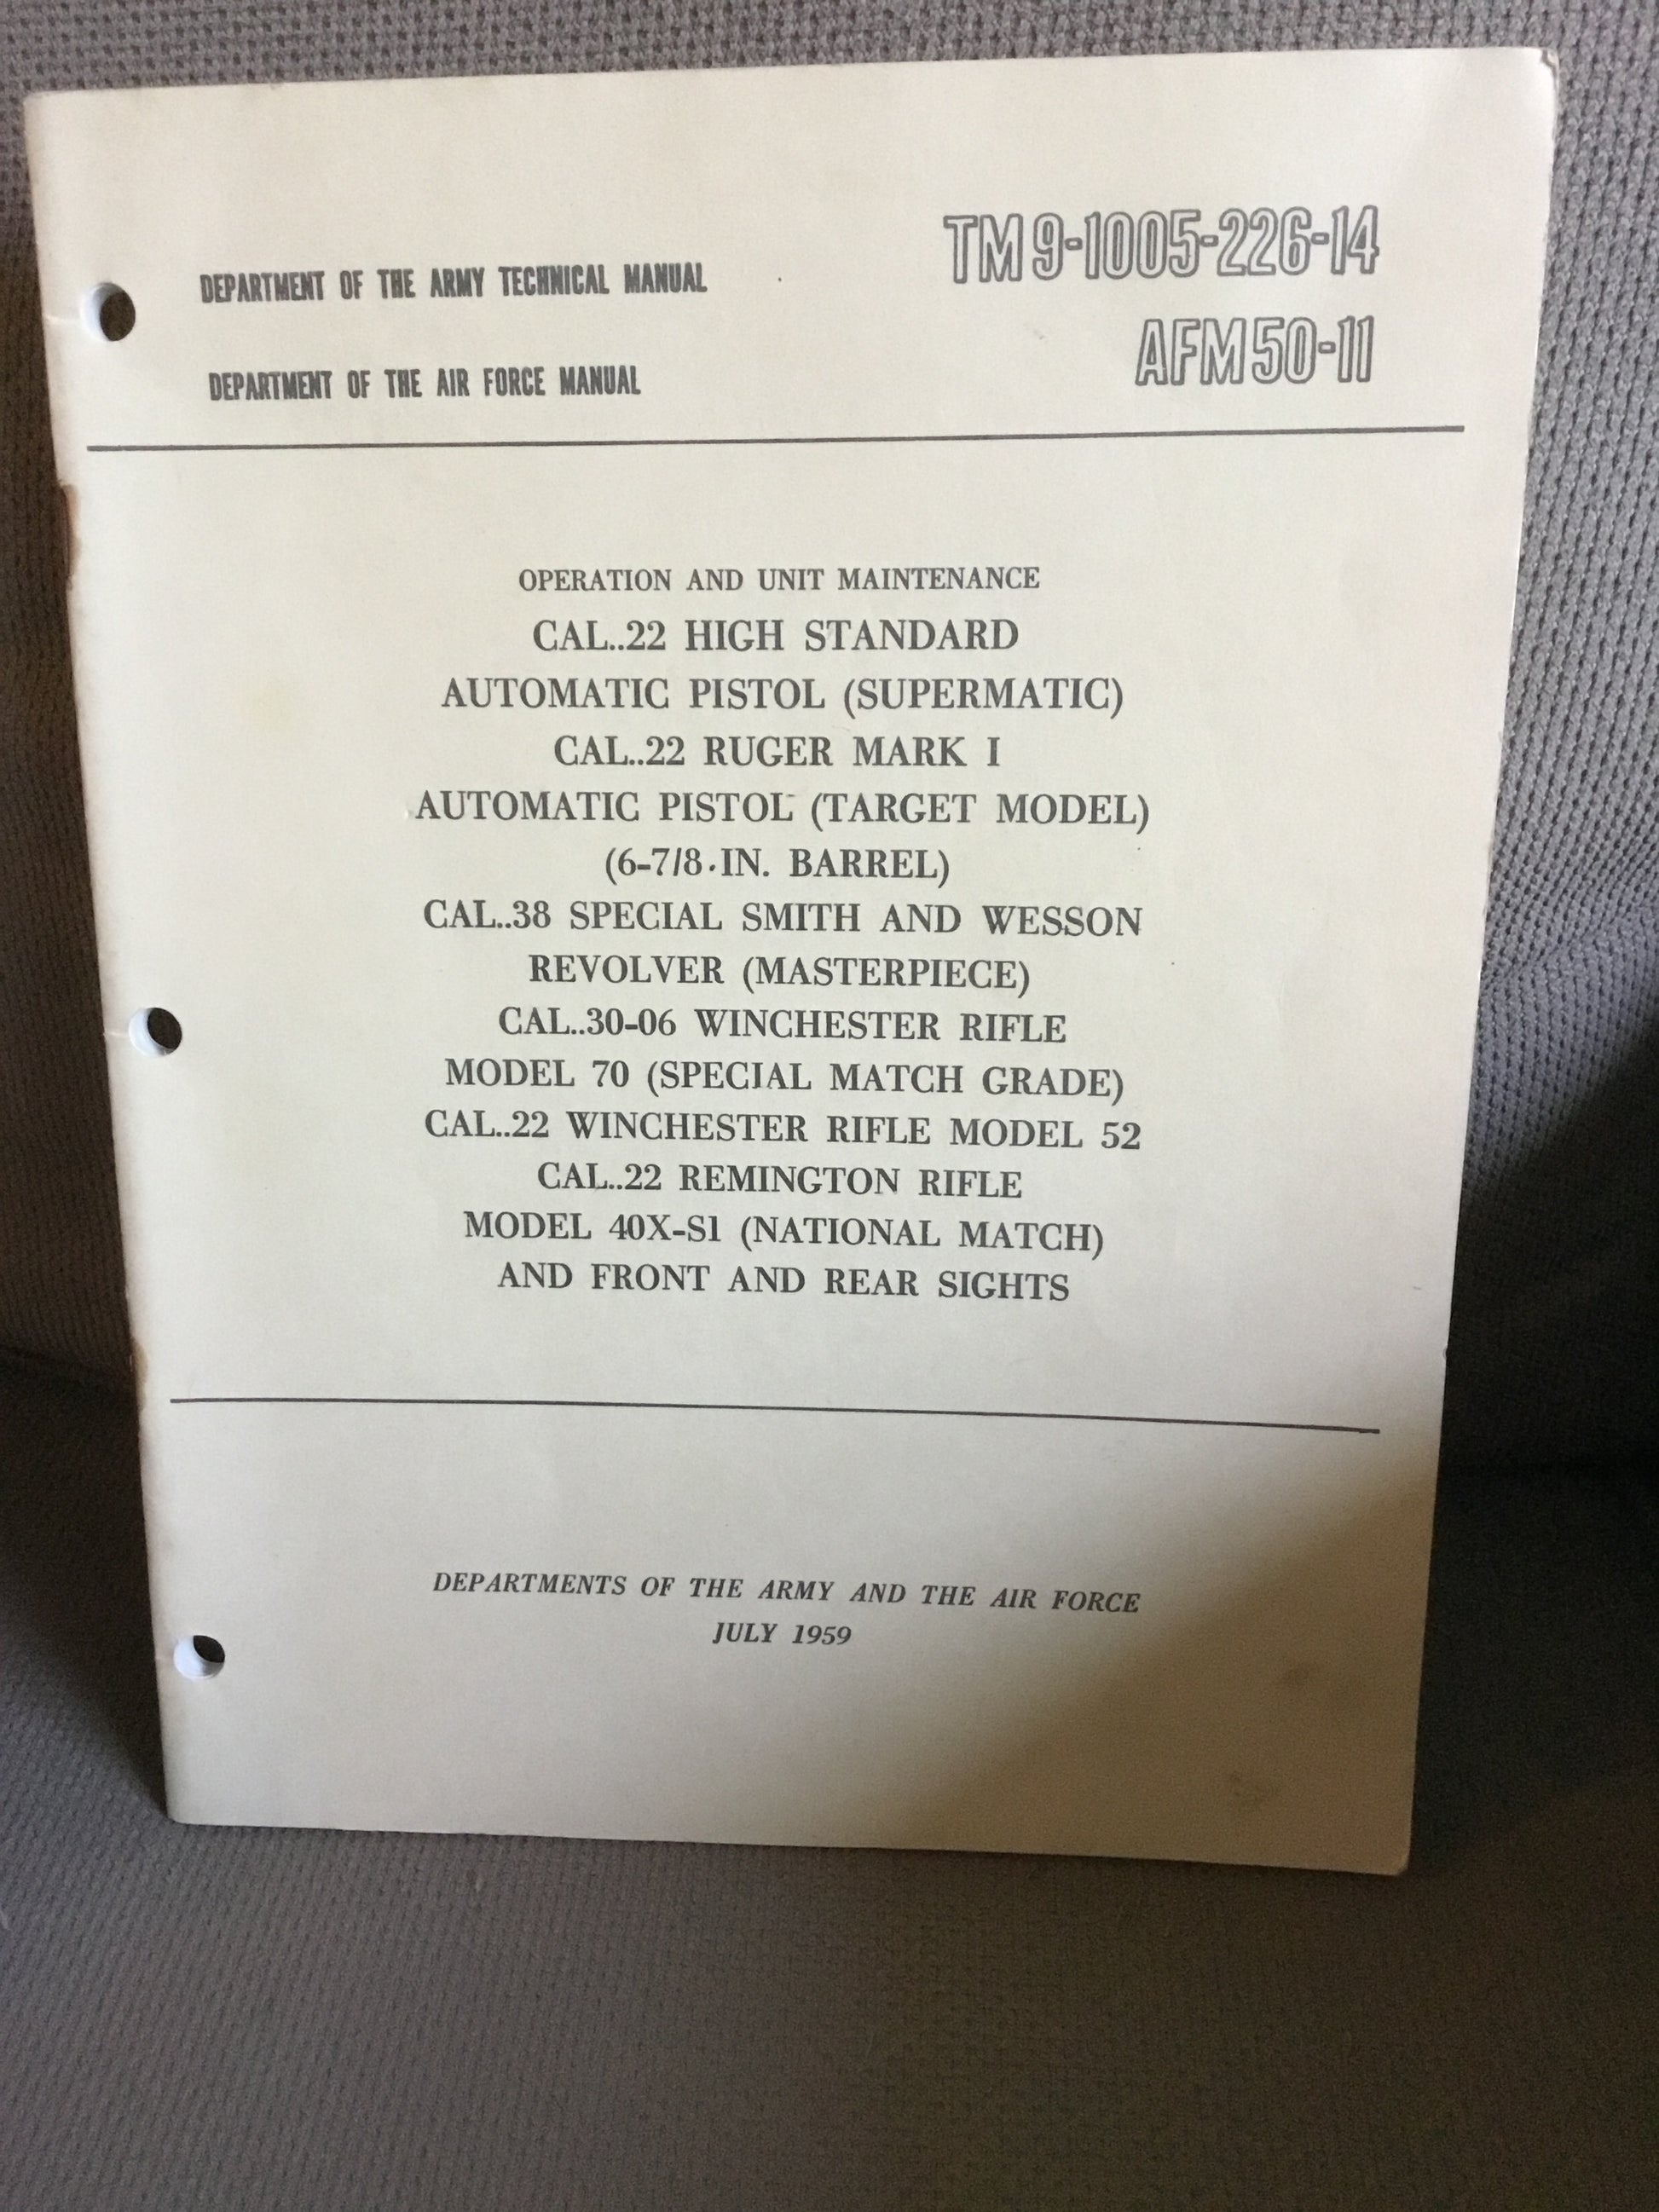 DEPARTMENT OF THE ARMY TECHNICAL MANUAL
TM 9-1005-226-14
DEPARTMENT OF THE AIR FORCE MANUAL
AFM 50-11
OPERATION AND UNIT MAINTENANCE
CAL..22 HIGH STANDARD
AUTOMATIC PISTOL (SUPERMATIC)
CAL..22 RUGER MARK I
AUTOMATIC PISTOL (TARGET MODEL)
(6-7/8.IN. BARREL)
CAL..38 SPECIAL SMITH AND WESSON
REVOLVER (MASTERPIECE)
CAL..30-06 WINCHESTER RIFLE
MODEL 70 (SPECIAL MATCH GRADE)
CAL..22 WINCHESTER RIFLE MODEL 52
CAL..22 REMINGTON RIFLE
MODEL 40X-S1 (NATIONAL MATCH)
AND FRONT AND REAR SIGHTS
DEPARTMENTS OF THE ARMY AND THE AIR FORCE
JULY 1959